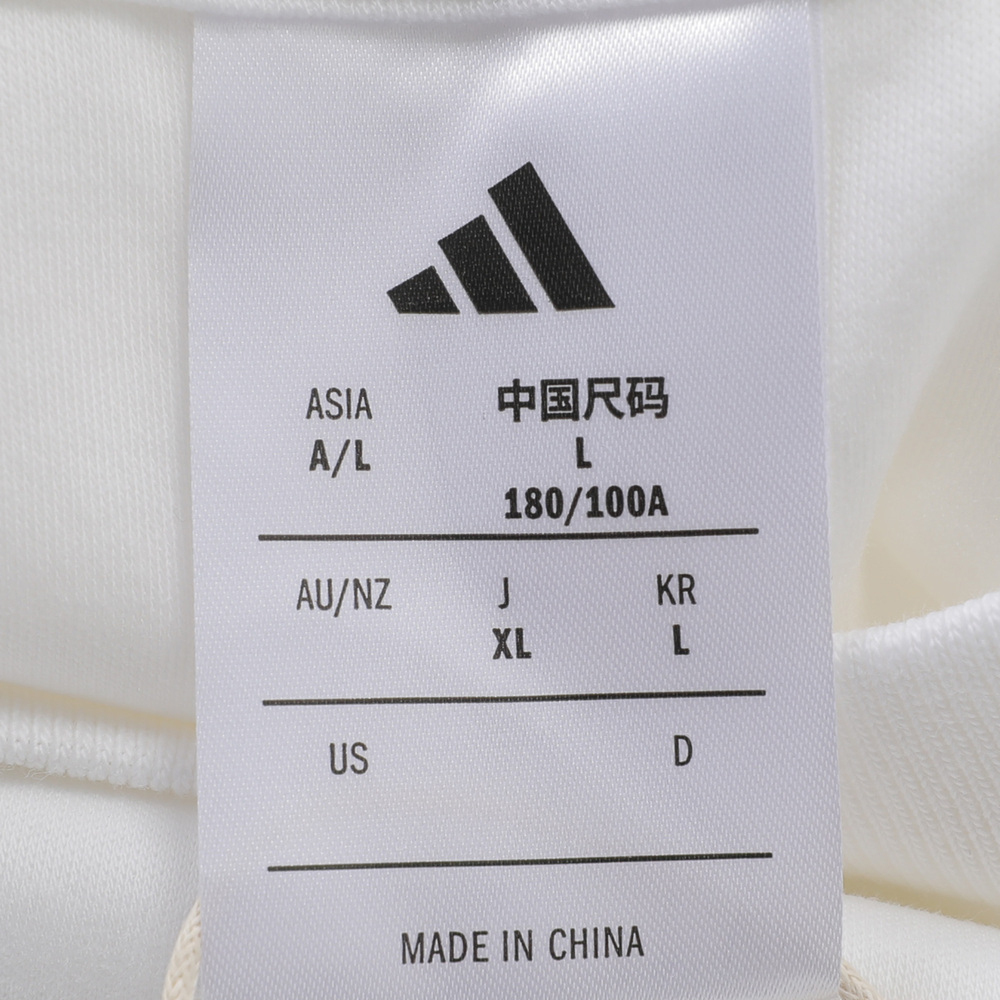 ASIA 中国尺码
A/L L
180/100A
AU/NZ J KR
XL L
US D
MADE IN CHINA